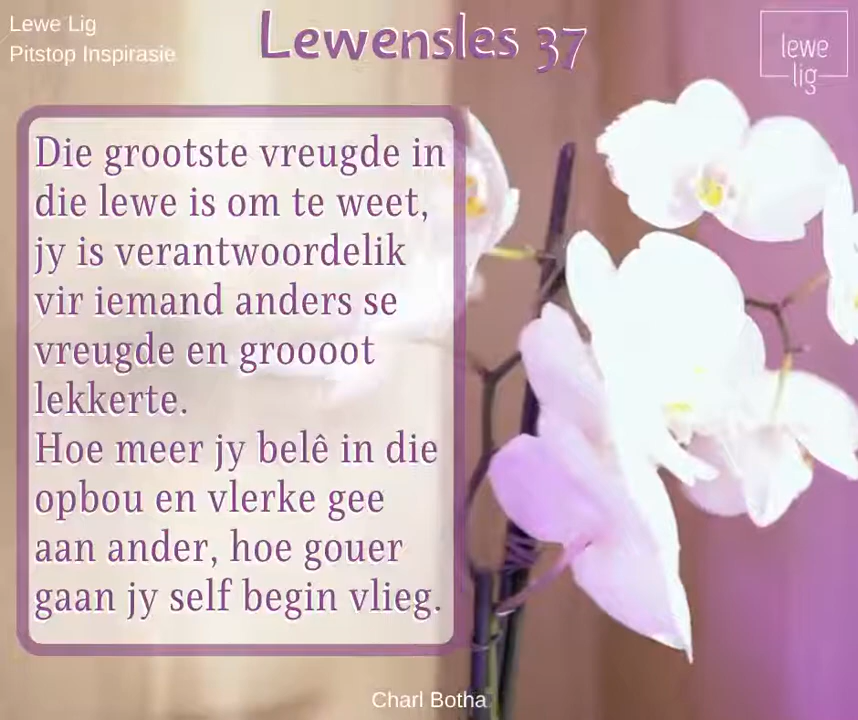 Lewe Lig
Pitstop Inspirasie
Lewensles 37
lewe
lig
Die grootste vreugde in
die lewe is om te weet,
jy is verantwoordelik
vir iemand anders se
vreugde en groooot
lekkerte.
Hoe meer jy belê in die
opbou en vlerke gee
aan ander, hoe gouer
gaan jy self begin vlieg.
Charl Botha